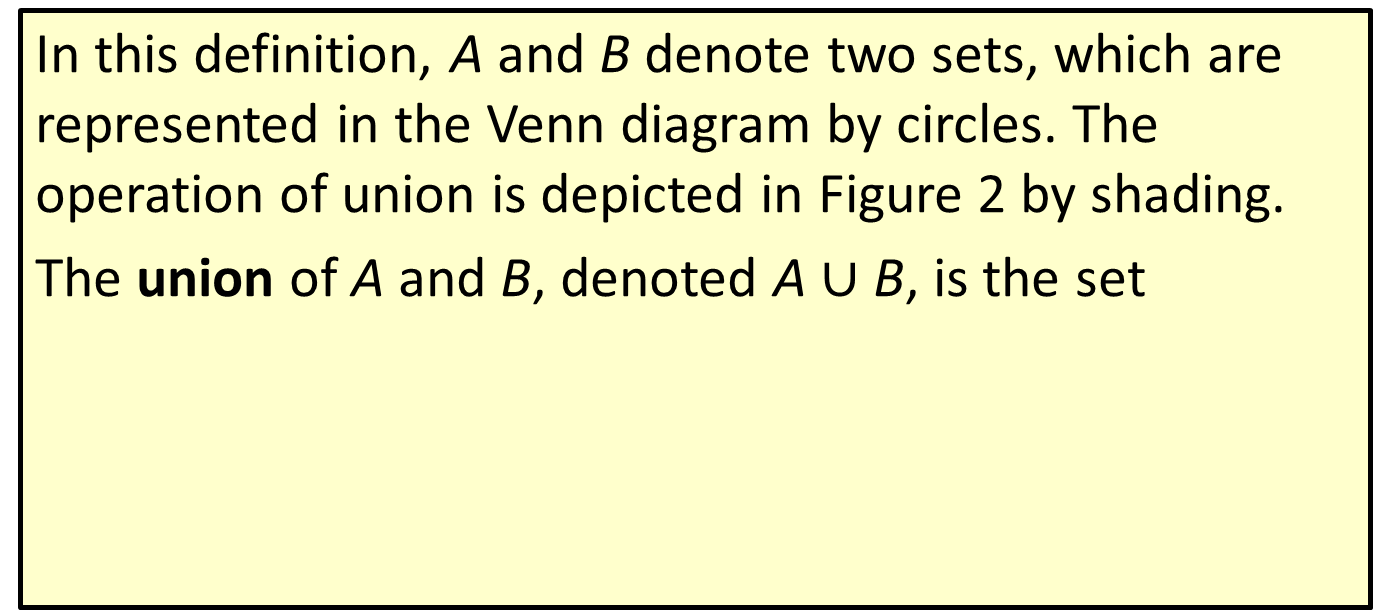 In this definition, A and B denote two sets, which are
represented in the Venn diagram by circles. The
operation of union is depicted in Figure 2 by shading.
The union of A and B, denoted A ∪ B, is the set